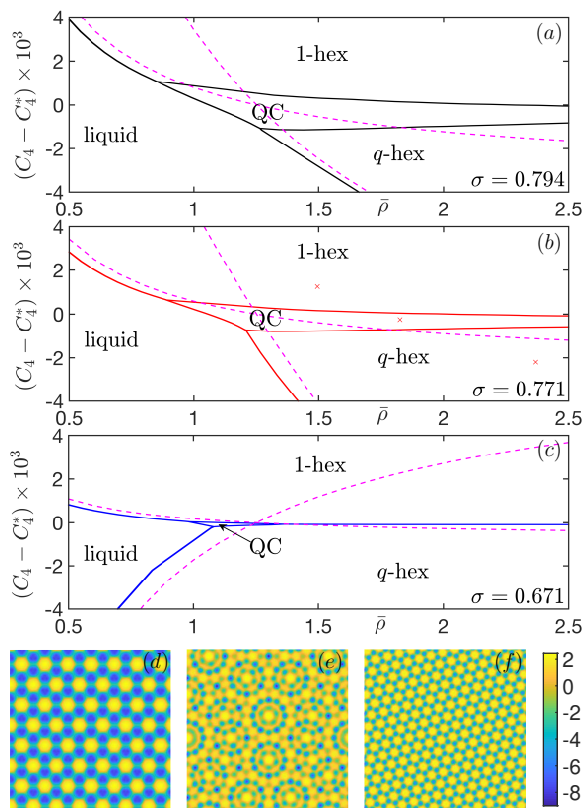 (a)
1-hex
QC
liquid
q-hex
σ = 0.794
(C₄ − C₄*) × 10³
4
2
0
-2
-4
0.5 1 1.5 2 2.5
ρ̄
(b)
1-hex
QC
liquid
q-hex
σ = 0.771
(C₄ − C₄*) × 10³
4
2
0
-2
-4
0.5 1 1.5 2 2.5
ρ̄
(c)
1-hex
liquid
QC
q-hex
σ = 0.671
(C₄ − C₄*) × 10³
4
2
0
-2
-4
0.5 1 1.5 2 2.5
ρ̄
(d) (e) (f)
2
0
-2
-4
-6
-8